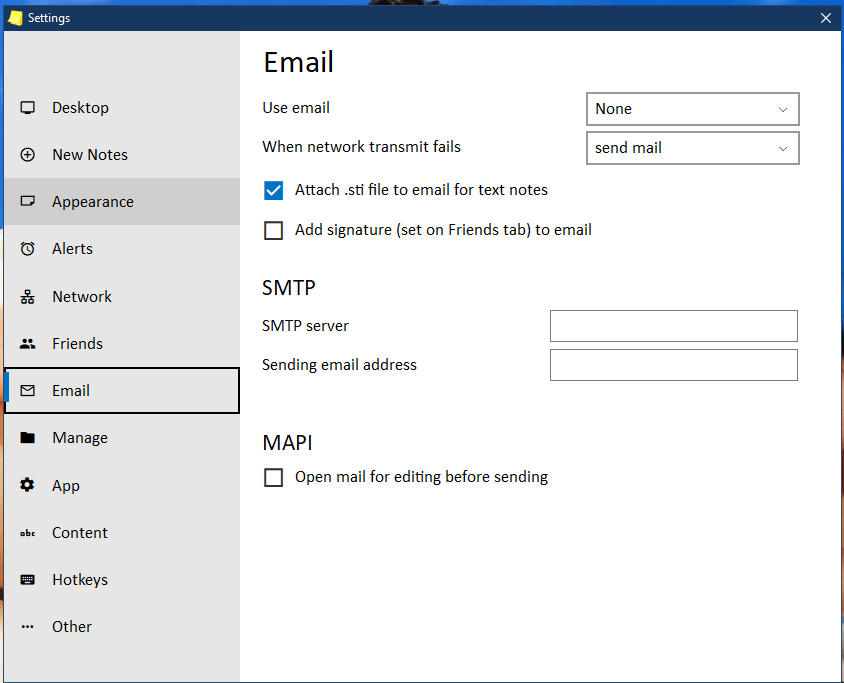 Settings
Desktop
New Notes
Appearance
Alerts
Network
Friends
Email
Manage
App
abc Content
Hotkeys
Other
Email
Use email None
When network transmit fails send mail
Attach .sti file to email for text notes
Add signature (set on Friends tab) to email
SMTP
SMTP server
Sending email address
MAPI
Open mail for editing before sending